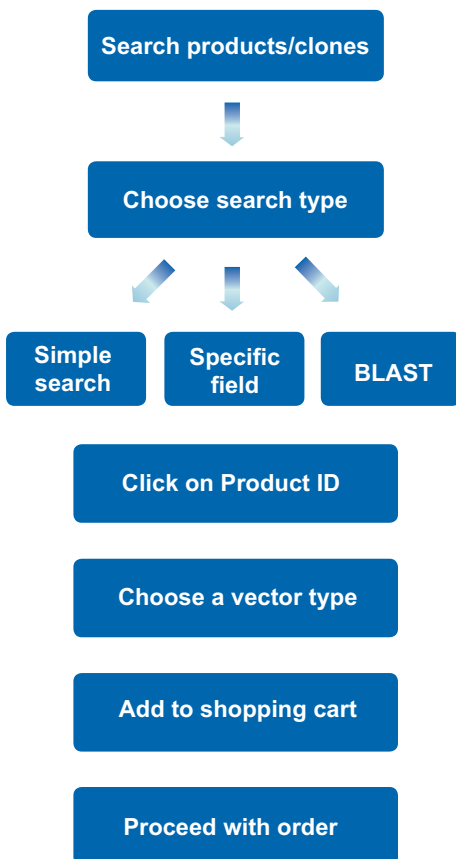 Search products/clones
Choose search type
Simple
search
Specific
field
BLAST
Click on Product ID
Choose a vector type
Add to shopping cart
Proceed with order